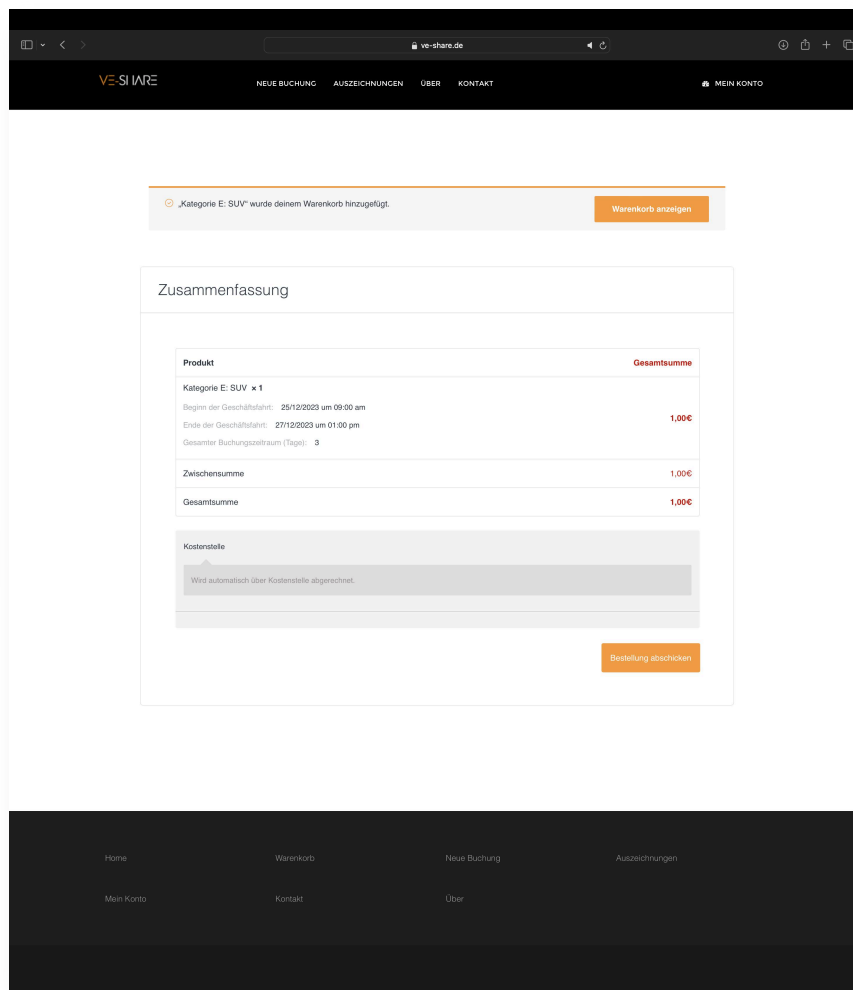 ve-share.de
VE-SHARE
NEUE BUCHUNG AUSZEICHNUNGEN ÜBER KONTAKT MEIN KONTO
„Kategorie E: SUV“ wurde deinem Warenkorb hinzugefügt. Warenkorb anzeigen
Zusammenfassung
Produkt Gesamtsumme
Kategorie E: SUV × 1
Beginn der Geschäftsfahrt: 25/12/2023 um 09:00 am
1,00€
Ende der Geschäftsfahrt: 27/12/2023 um 01:00 pm
Gesamter Buchungszeitraum (Tage): 3
Zwischensumme 1,00€
Gesamtsumme 1,00€
Kostenstelle
Wird automatisch über Kostenstelle abgerechnet.
Bestellung abschicken
Home Warenkorb Neue Buchung Auszeichnungen
Mein Konto Kontakt Über